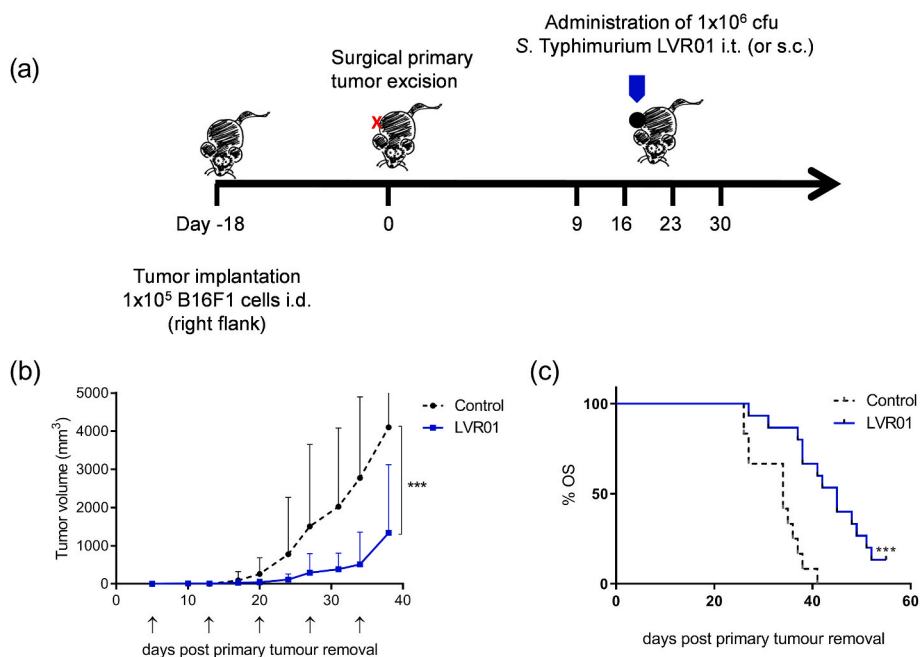 (a)
Administration of 1x10⁶ cfu
S. Typhimurium LVR01 i.t. (or s.c.)
Surgical primary
tumor excision
X
Day -18
0
9
16
23
30
Tumor implantation
1x10⁵ B16F1 cells i.d.
(right flank)
(b)
Tumor volume (mm³)
5000
4000
3000
2000
1000
0
0
10
20
30
40
↑ ↑ ↑ ↑ ↑
days post primary tumour removal
Control
LVR01
***
(c)
% OS
100
50
0
0
20
40
60
days post primary tumour removal
Control
LVR01
***